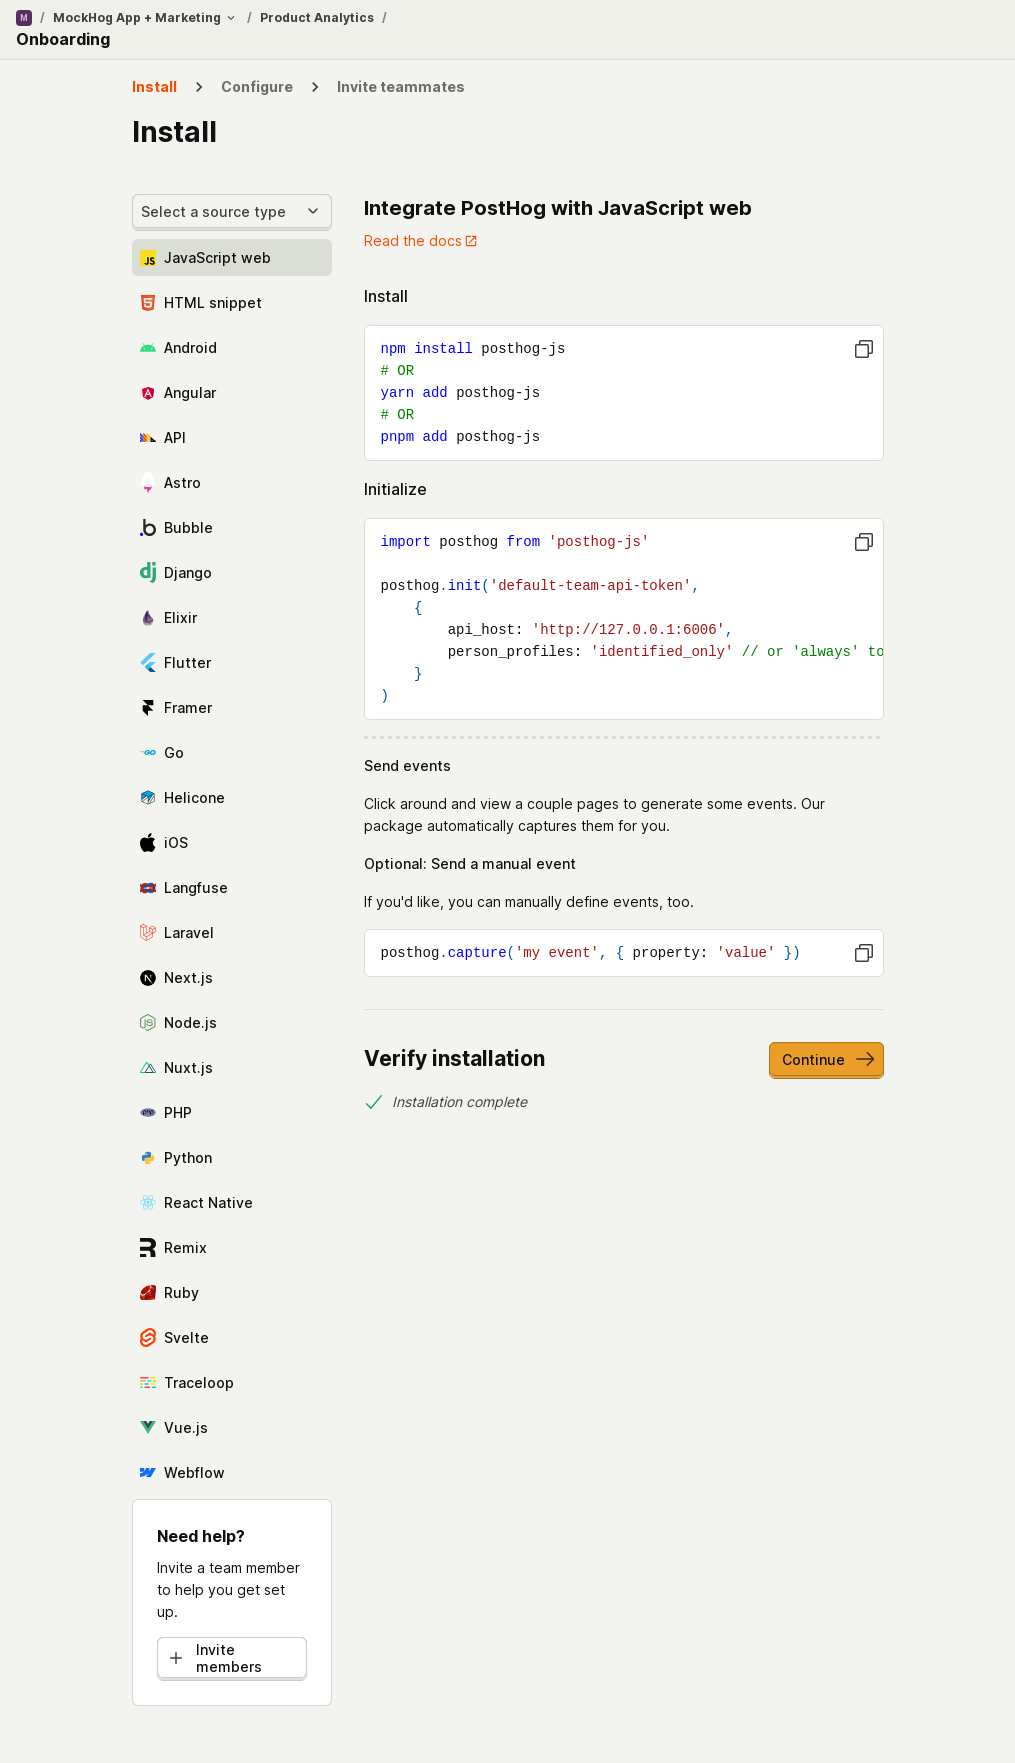 M / MockHog App + Marketing / Product Analytics /
Onboarding
Install Configure Invite teammates
Install
Select a source type
JavaScript web
HTML snippet
Android
Angular
API
Astro
Bubble
Django
Elixir
Flutter
Framer
Go
Helicone
iOS
Langfuse
Laravel
Next.js
Node.js
Nuxt.js
PHP
Python
React Native
Remix
Ruby
Svelte
Traceloop
Vue.js
Webflow
Need help?
Invite a team member
to help you get set
up.
Invite
members
Integrate PostHog with JavaScript web
Read the docs
Install
npm install posthog-js
# OR
yarn add posthog-js
# OR
pnpm add posthog-js
Initialize
import posthog from 'posthog-js'
posthog.init('default-team-api-token',
{
api_host: 'http://127.0.0.1:6006',
person_profiles: 'identified_only' // or 'always' to
}
)
Send events
Click around and view a couple pages to generate some events. Our
package automatically captures them for you.
Optional: Send a manual event
If you'd like, you can manually define events, too.
posthog.capture('my event', { property: 'value' })
Verify installation
Continue
Installation complete